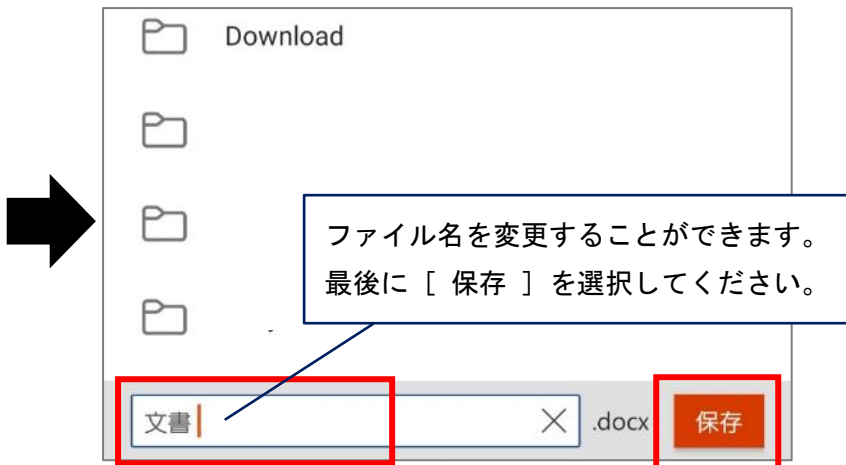 Download
ファイル名を変更することができます。
最後に［ 保存 ］を選択してください。
文書
.docx
保存